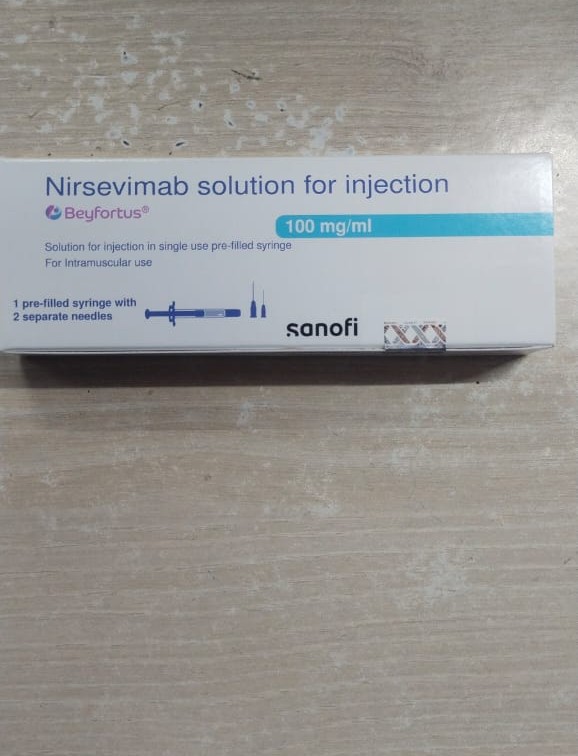 Nirsevimab solution for injection
Beyfortus®
100 mg/ml
Solution for injection in single use pre-filled syringe
For Intramuscular use
1 pre-filled syringe with
2 separate needles
sanofi